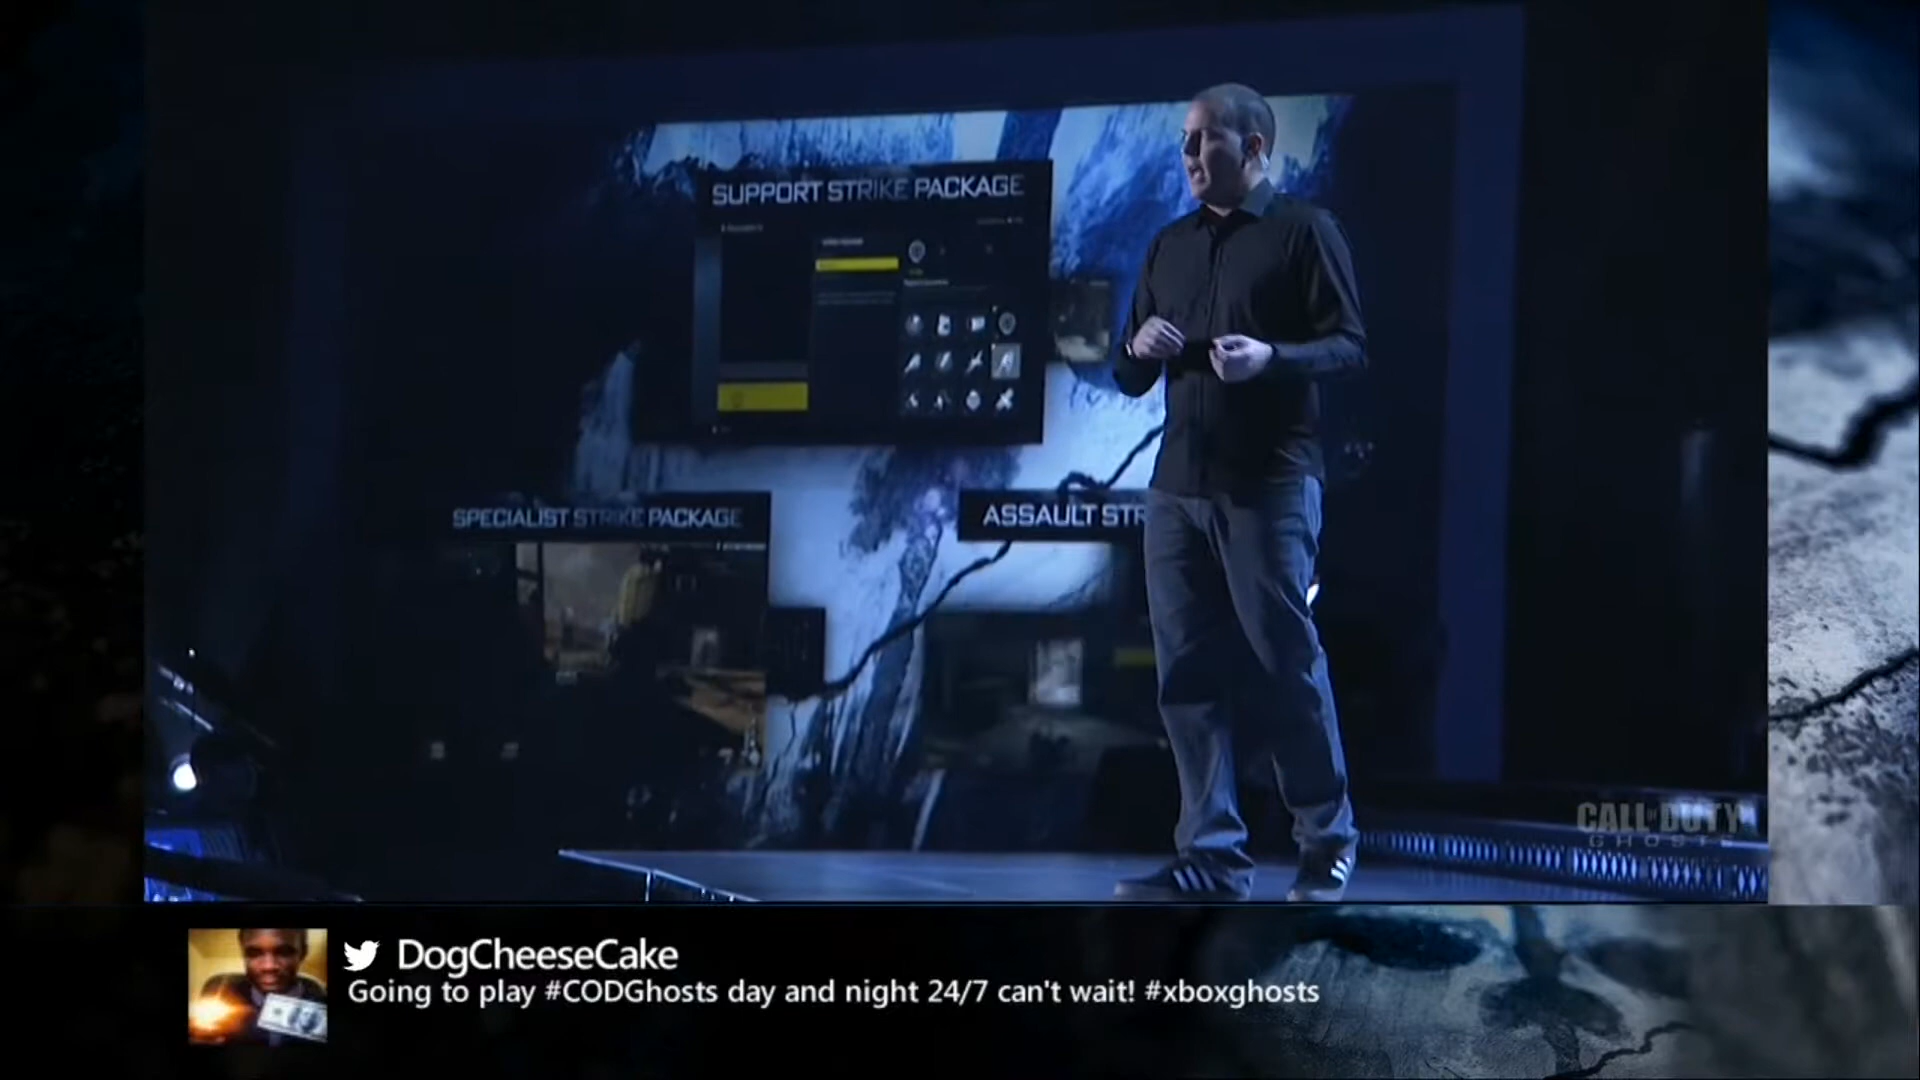 SUPPORT STRIKE PACKAGE
SPECIALIST STRIKE PACKAGE
ASSAULT STR
CALL OF DUTY
GHOSTS
DogCheeseCake
Going to play #CODGhosts day and night 24/7 can't wait! #xboxghosts